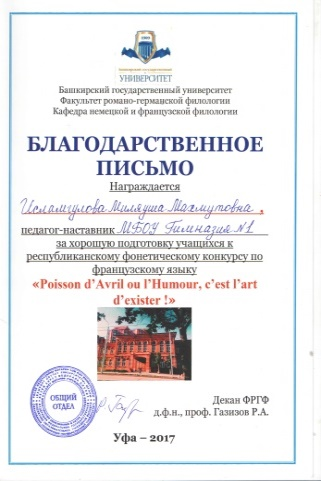 УНИВЕРСИТЕТ
Башкирский государственный университет
Факультет романо-германской филологии
Кафедра немецкой и французской филологии
БЛАГОДАРСТВЕННОЕ
ПИСЬМО
Награждается
Исламгулова Миляуша Махмутовна ,
педагог-наставник МБОУ Гимназия №1
за хорошую подготовку учащихся к
республиканскому фонетическому конкурсу по
французскому языку
«Poisson d’Avril ou l’Humour, c’est l’art
d’exister !»
ОБЩИЙ
ОТДЕЛ
Декан ФРГФ
д.ф.н., проф. Газизов Р.А.
Уфа – 2017